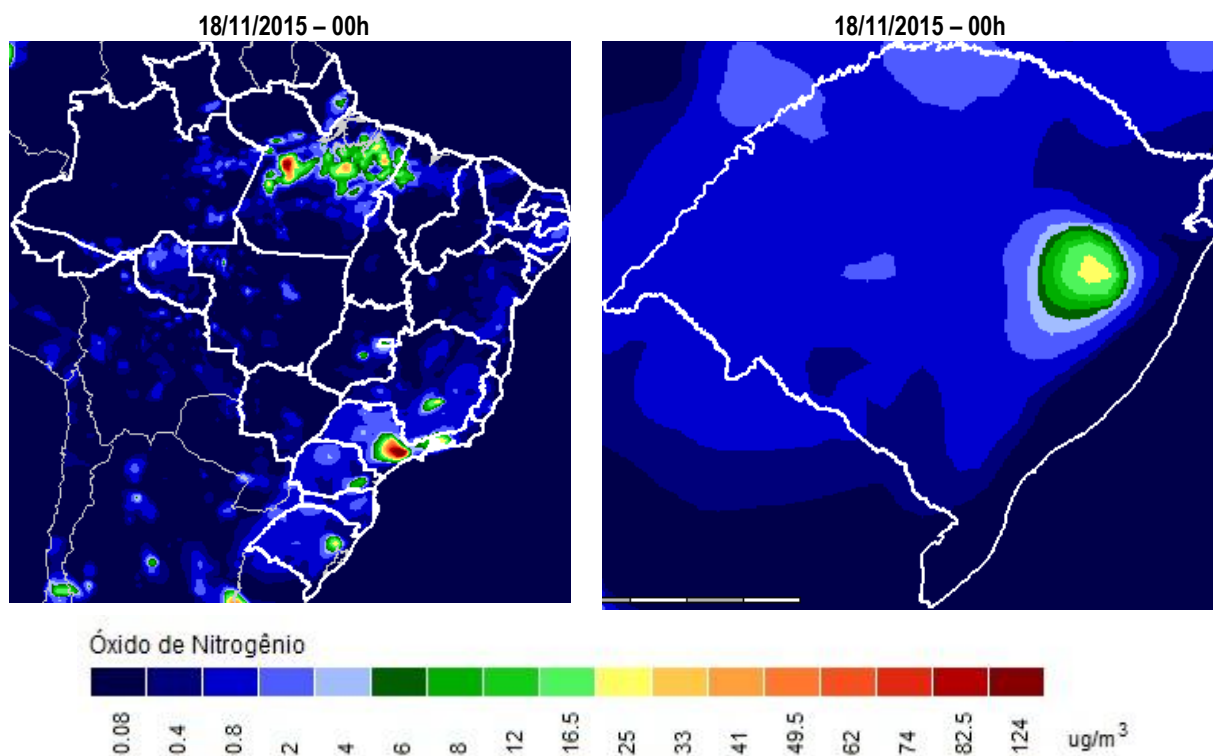 18/11/2015 – 00h
18/11/2015 – 00h
Óxido de Nitrogênio
0.08 0.4 0.8 2 4 6 8 12 16.5 25 33 41 49.5 62 74 82.5 124 ug/m³